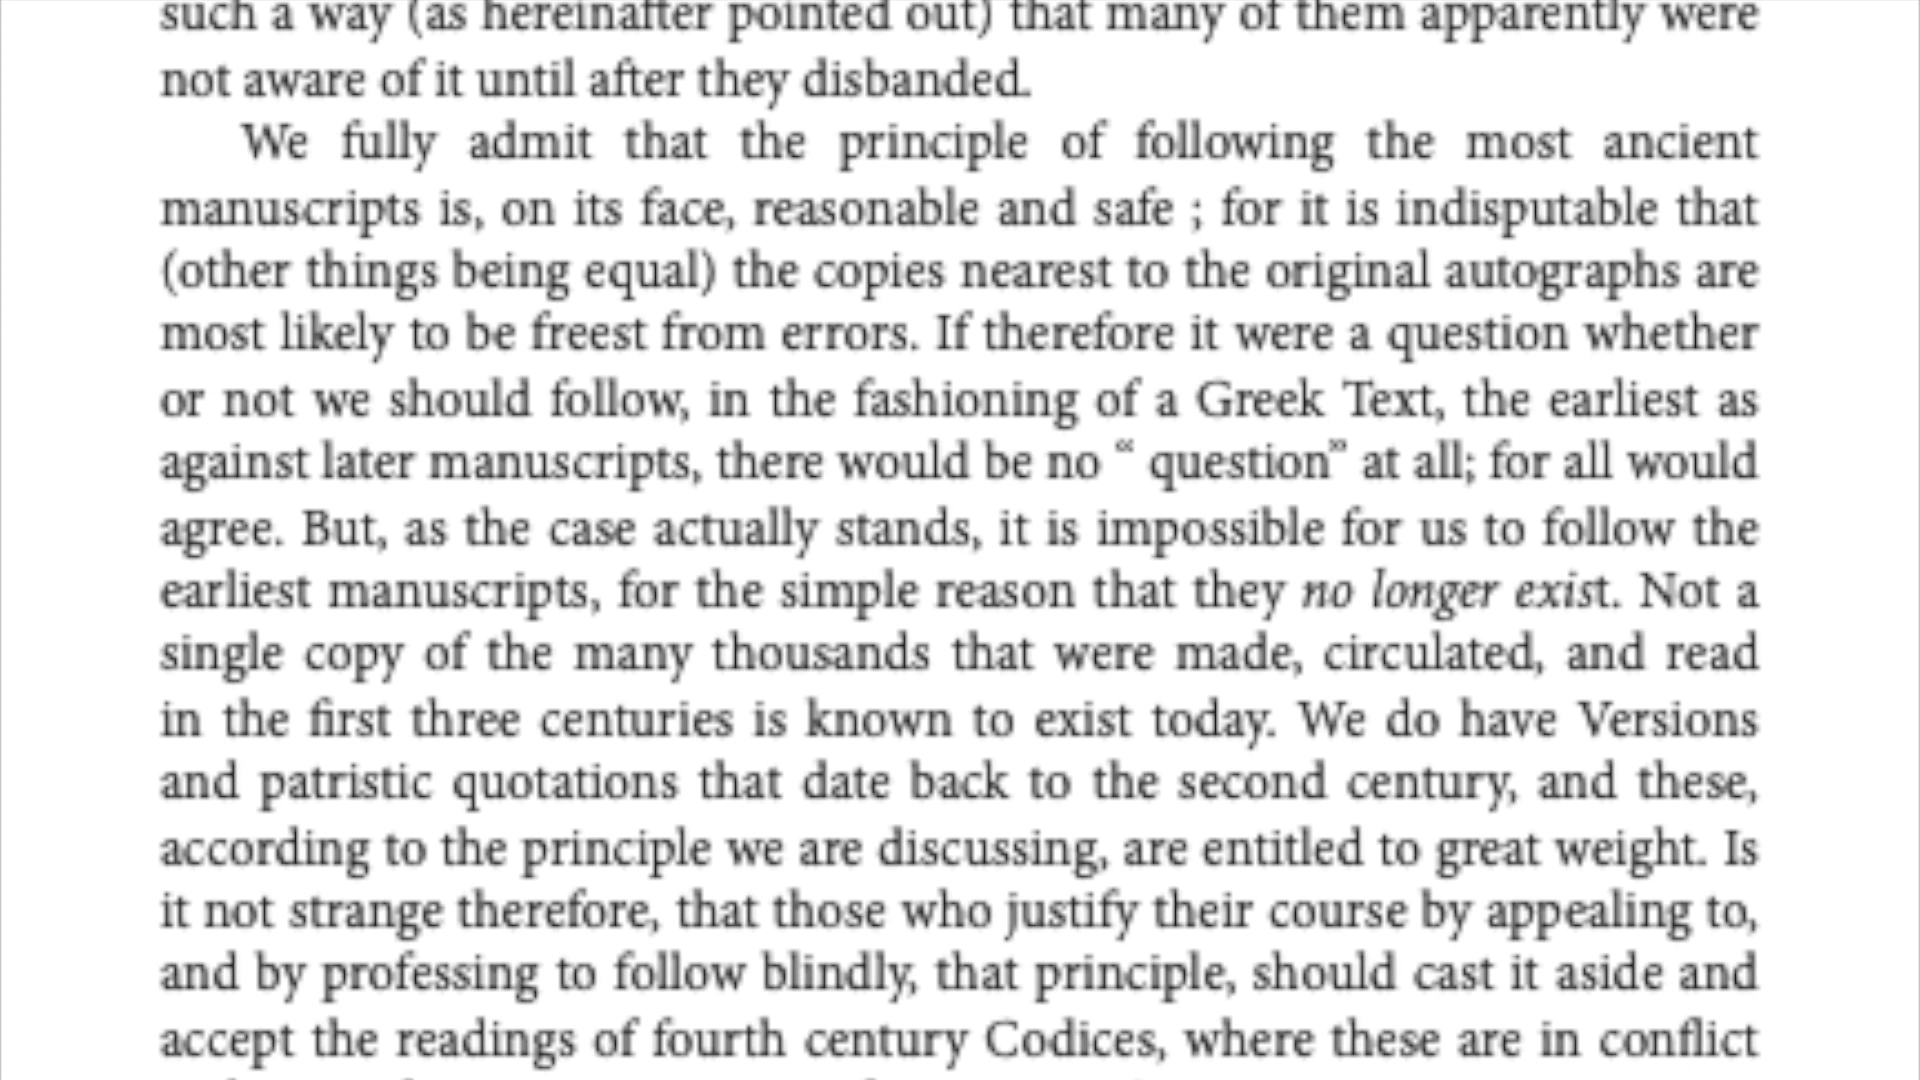 such a way (as hereinafter pointed out) that many of them apparently were
not aware of it until after they disbanded.
We fully admit that the principle of following the most ancient
manuscripts is, on its face, reasonable and safe ; for it is indisputable that
(other things being equal) the copies nearest to the original autographs are
most likely to be freest from errors. If therefore it were a question whether
or not we should follow, in the fashioning of a Greek Text, the earliest as
against later manuscripts, there would be no “ question” at all; for all would
agree. But, as the case actually stands, it is impossible for us to follow the
earliest manuscripts, for the simple reason that they no longer exist. Not a
single copy of the many thousands that were made, circulated, and read
in the first three centuries is known to exist today. We do have Versions
and patristic quotations that date back to the second century, and these,
according to the principle we are discussing, are entitled to great weight. Is
it not strange therefore, that those who justify their course by appealing to,
and by professing to follow blindly, that principle, should cast it aside and
accept the readings of fourth century Codices, where these are in conflict